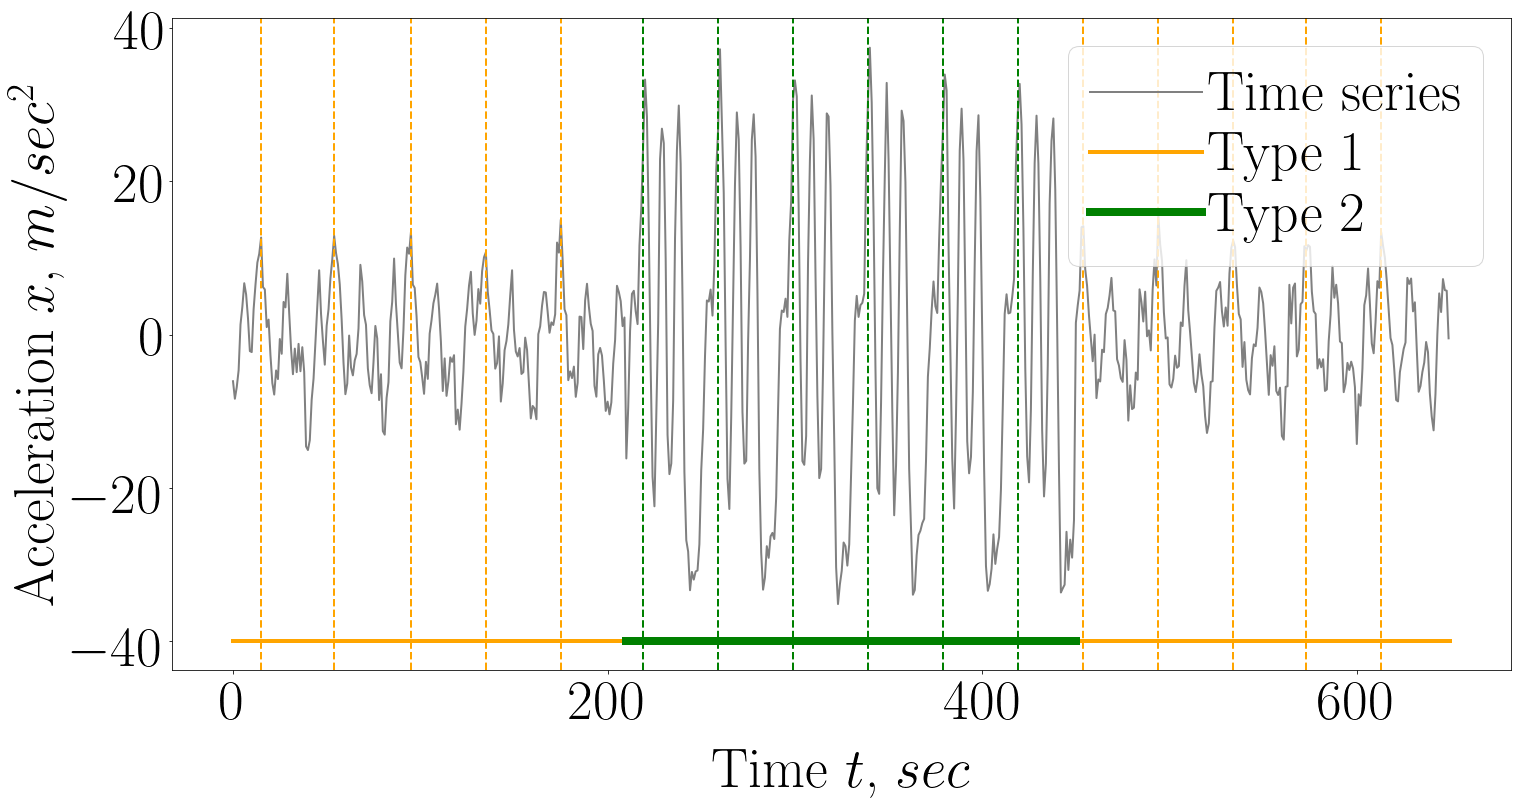 Acceleration x, m/sec²
40
20
0
−20
−40
Time series
Type 1
Type 2
0 200 400 600
Time t, sec